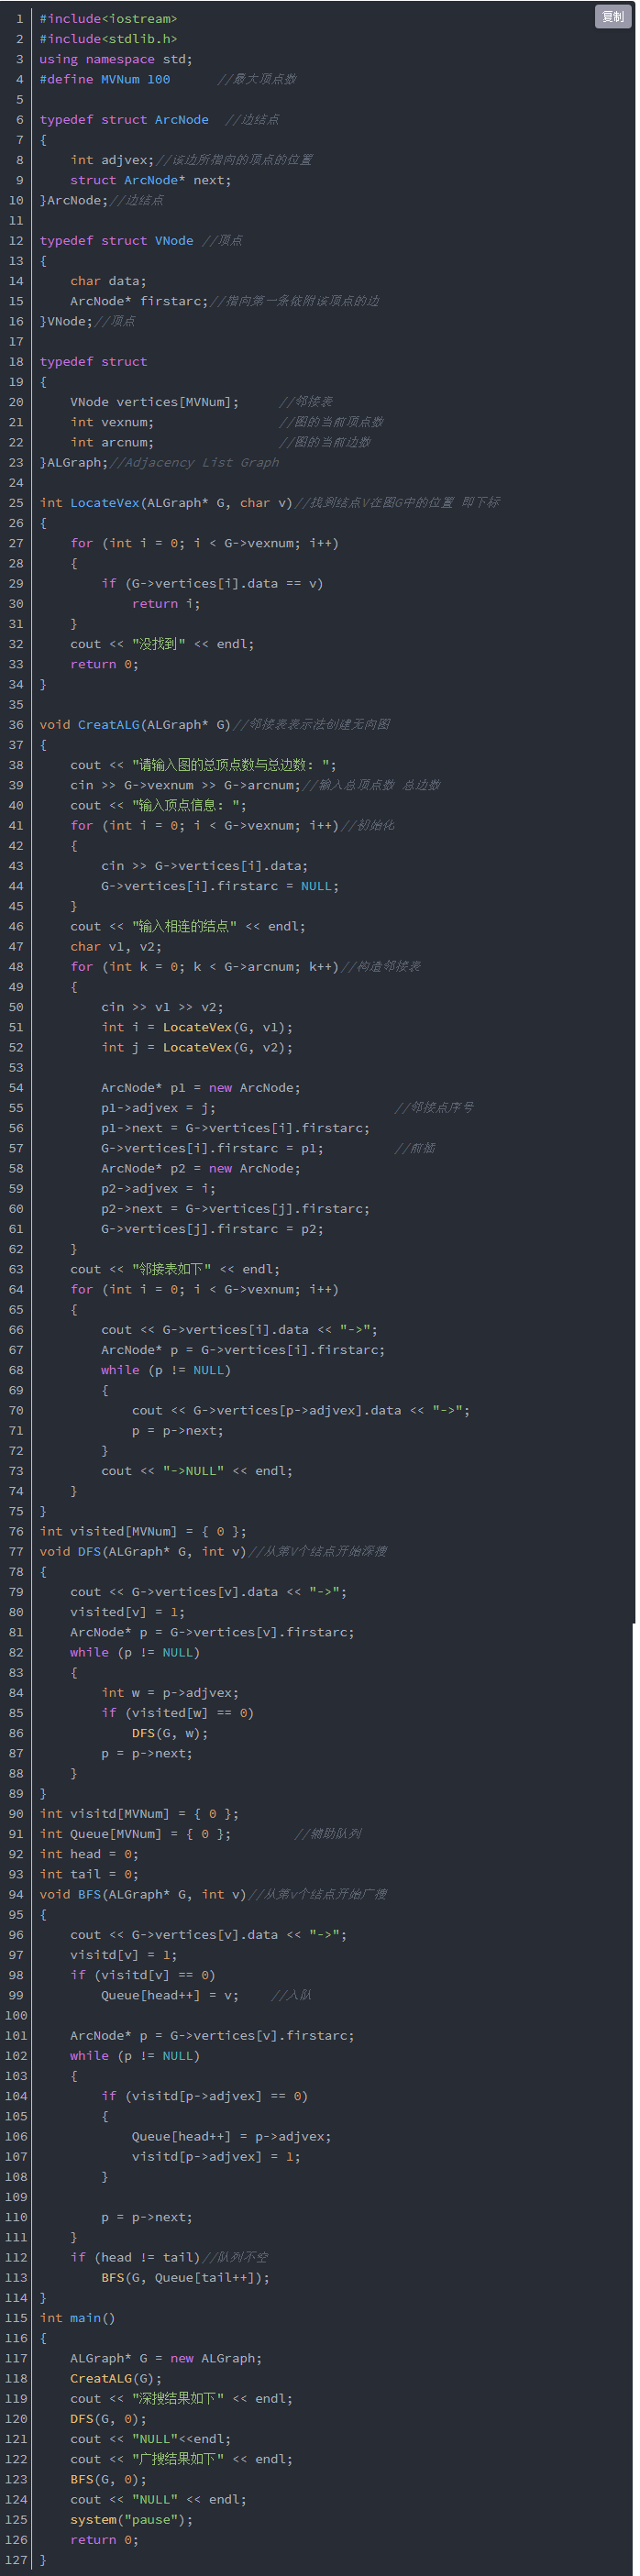 复制
1 #include<iostream>
2 #include<stdlib.h>
3 using namespace std;
4 #define MVNum 100      //最大顶点数
5
6 typedef struct ArcNode  //边结点
7 {
8     int adjvex;//该边所指向的顶点的位置
9     struct ArcNode* next;
10 }ArcNode;//边结点
11
12 typedef struct VNode //顶点
13 {
14     char data;
15     ArcNode* firstarc;//指向第一条依附该顶点的边
16 }VNode;//顶点
17
18 typedef struct
19 {
20     VNode vertices[MVNum];     //邻接表
21     int vexnum;                //图的当前顶点数
22     int arcnum;                //图的当前边数
23 }ALGraph;//Adjacency List Graph
24
25 int LocateVex(ALGraph* G, char v)//找到结点V在图G中的位置 即下标
26 {
27     for (int i = 0; i < G->vexnum; i++)
28     {
29         if (G->vertices[i].data == v)
30             return i;
31     }
32     cout << "没找到" << endl;
33     return 0;
34 }
35
36 void CreatALG(ALGraph* G)//邻接表表示法创建无向图
37 {
38     cout << "请输入图的总顶点数与总边数: ";
39     cin >> G->vexnum >> G->arcnum;//输入总顶点数 总边数
40     cout << "输入顶点信息: ";
41     for (int i = 0; i < G->vexnum; i++)//初始化
42     {
43         cin >> G->vertices[i].data;
44         G->vertices[i].firstarc = NULL;
45     }
46     cout << "输入相连的结点" << endl;
47     char v1, v2;
48     for (int k = 0; k < G->arcnum; k++)//构造邻接表
49     {
50         cin >> v1 >> v2;
51         int i = LocateVex(G, v1);
52         int j = LocateVex(G, v2);
53
54         ArcNode* p1 = new ArcNode;
55         p1->adjvex = j;                       //邻接点序号
56         p1->next = G->vertices[i].firstarc;
57         G->vertices[i].firstarc = p1;         //前插
58         ArcNode* p2 = new ArcNode;
59         p2->adjvex = i;
60         p2->next = G->vertices[j].firstarc;
61         G->vertices[j].firstarc = p2;
62     }
63     cout << "邻接表如下" << endl;
64     for (int i = 0; i < G->vexnum; i++)
65     {
66         cout << G->vertices[i].data << "->";
67         ArcNode* p = G->vertices[i].firstarc;
68         while (p != NULL)
69         {
70             cout << G->vertices[p->adjvex].data << "->";
71             p = p->next;
72         }
73         cout << "->NULL" << endl;
74     }
75 }
76 int visited[MVNum] = { 0 };
77 void DFS(ALGraph* G, int v)//从第V个结点开始深搜
78 {
79     cout << G->vertices[v].data << "->";
80     visited[v] = 1;
81     ArcNode* p = G->vertices[v].firstarc;
82     while (p != NULL)
83     {
84         int w = p->adjvex;
85         if (visited[w] == 0)
86             DFS(G, w);
87         p = p->next;
88     }
89 }
90 int visitd[MVNum] = { 0 };
91 int Queue[MVNum] = { 0 };        //辅助队列
92 int head = 0;
93 int tail = 0;
94 void BFS(ALGraph* G, int v)//从第v个结点开始广搜
95 {
96     cout << G->vertices[v].data << "->";
97     visitd[v] = 1;
98     if (visitd[v] == 0)
99         Queue[head++] = v;    //入队
100
101     ArcNode* p = G->vertices[v].firstarc;
102     while (p != NULL)
103     {
104         if (visitd[p->adjvex] == 0)
105         {
106             Queue[head++] = p->adjvex;
107             visitd[p->adjvex] = 1;
108         }
109
110         p = p->next;
111     }
112     if (head != tail)//队列不空
113         BFS(G, Queue[tail++]);
114 }
115 int main()
116 {
117     ALGraph* G = new ALGraph;
118     CreatALG(G);
119     cout << "深搜结果如下" << endl;
120     DFS(G, 0);
121     cout << "NULL"<<endl;
122     cout << "广搜结果如下" << endl;
123     BFS(G, 0);
124     cout << "NULL" << endl;
125     system("pause");
126     return 0;
127 }